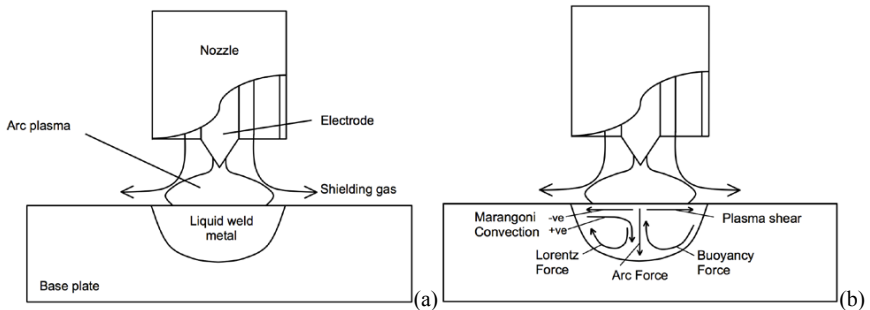 Nozzle
Arc plasma
Electrode
Shielding gas
Liquid weld
metal
Base plate
(a)
Marangoni
Convection
-ve
+ve
Plasma shear
Lorentz
Force
Arc Force
Buoyancy
Force
(b)